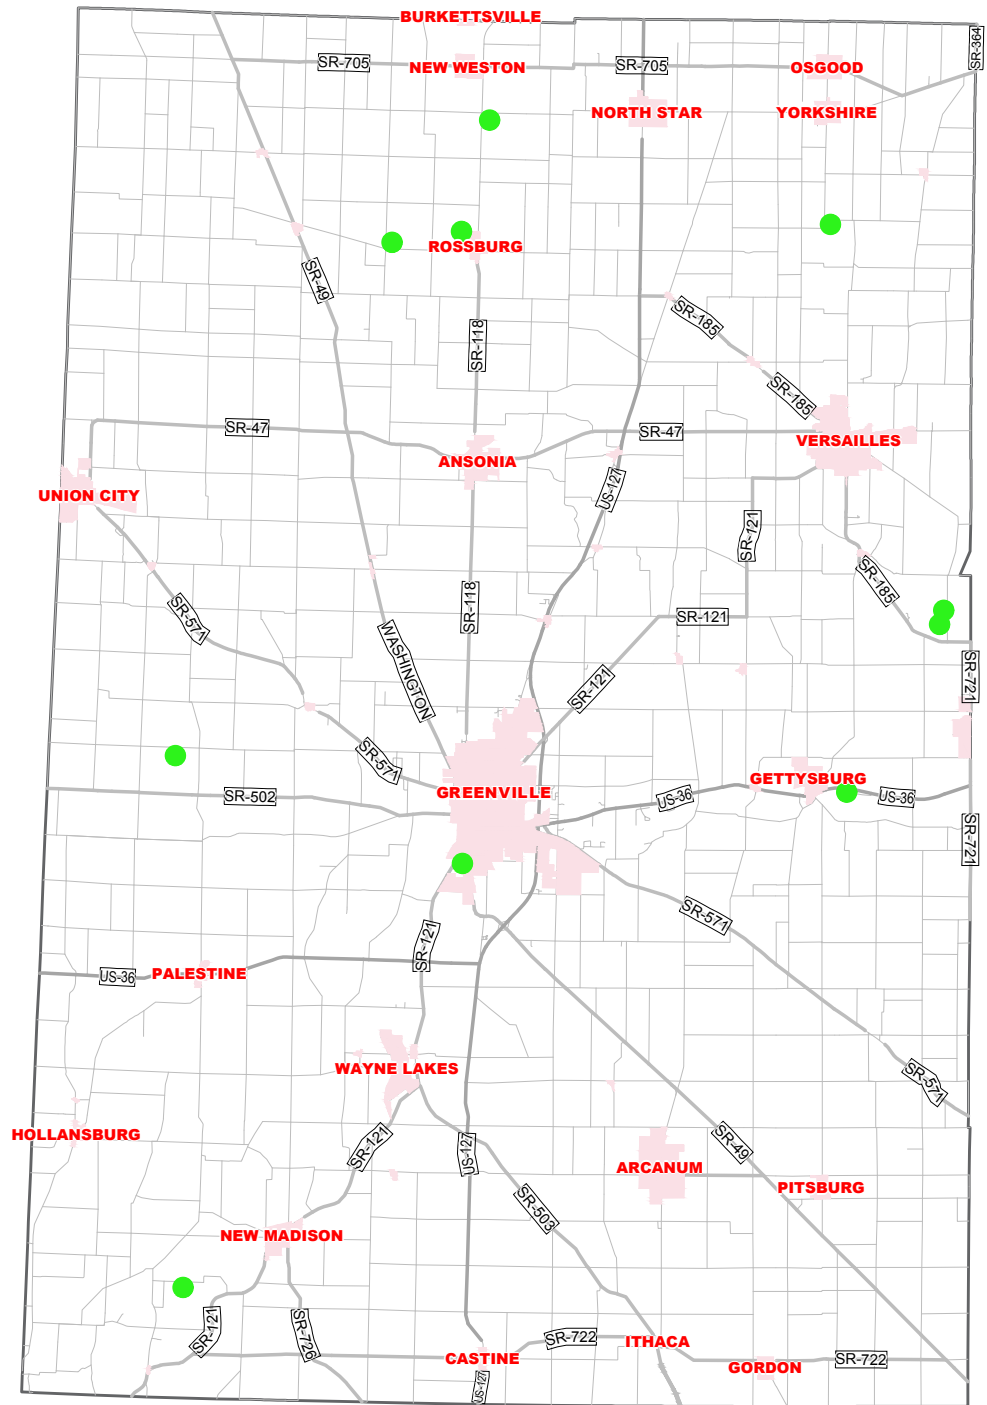 BURKETTSVILLE
SR-364
SR-705
NEW WESTON
SR-705
OSGOOD
NORTH STAR
YORKSHIRE
ROSSBURG
SR-49
SR-185
SR-118
SR-185
SR-47
SR-47
VERSAILLES
ANSONIA
UNION CITY
US-127
SR-121
SR-185
SR-571
SR-118
SR-121
WASHINGTON
SR-121
SR-721
SR-571
GETTYSBURG
GREENVILLE
SR-502
US-36
US-36
SR-721
SR-571
SR-121
US-36
PALESTINE
WAYNE LAKES
SR-571
HOLLANSBURG
SR-121
US-127
SR-49
ARCANUM
PITSBURG
SR-503
NEW MADISON
SR-121
SR-726
SR-722
ITHACA
CASTINE
GORDON
SR-722
US-127